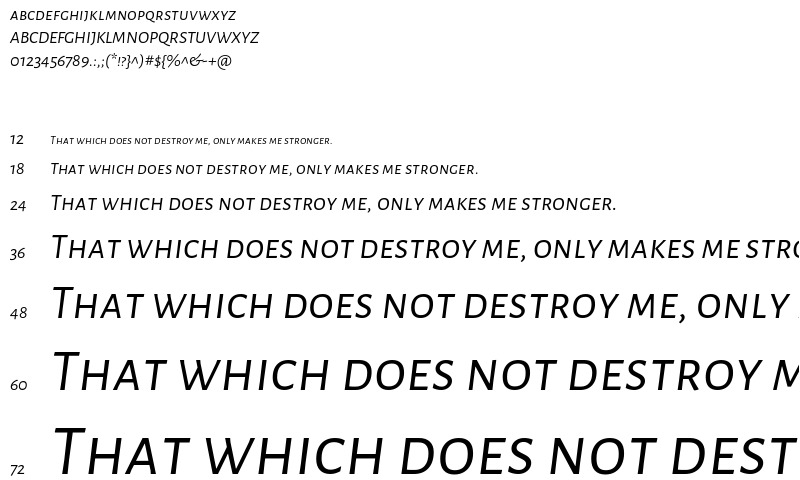 ABCDEFGHIJKLMNOPQRSTUVWXYZ
ABCDEFGHIJKLMNOPQRSTUVWXYZ
0123456789.:,;(*!?}^)#${%^&-+@
12 That which does not destroy me, only makes me stronger.
18 That which does not destroy me, only makes me stronger.
24 That which does not destroy me, only makes me stronger.
36 That which does not destroy me, only makes me stro
48 That which does not destroy me, only
60 That which does not destroy m
72 That which does not dest